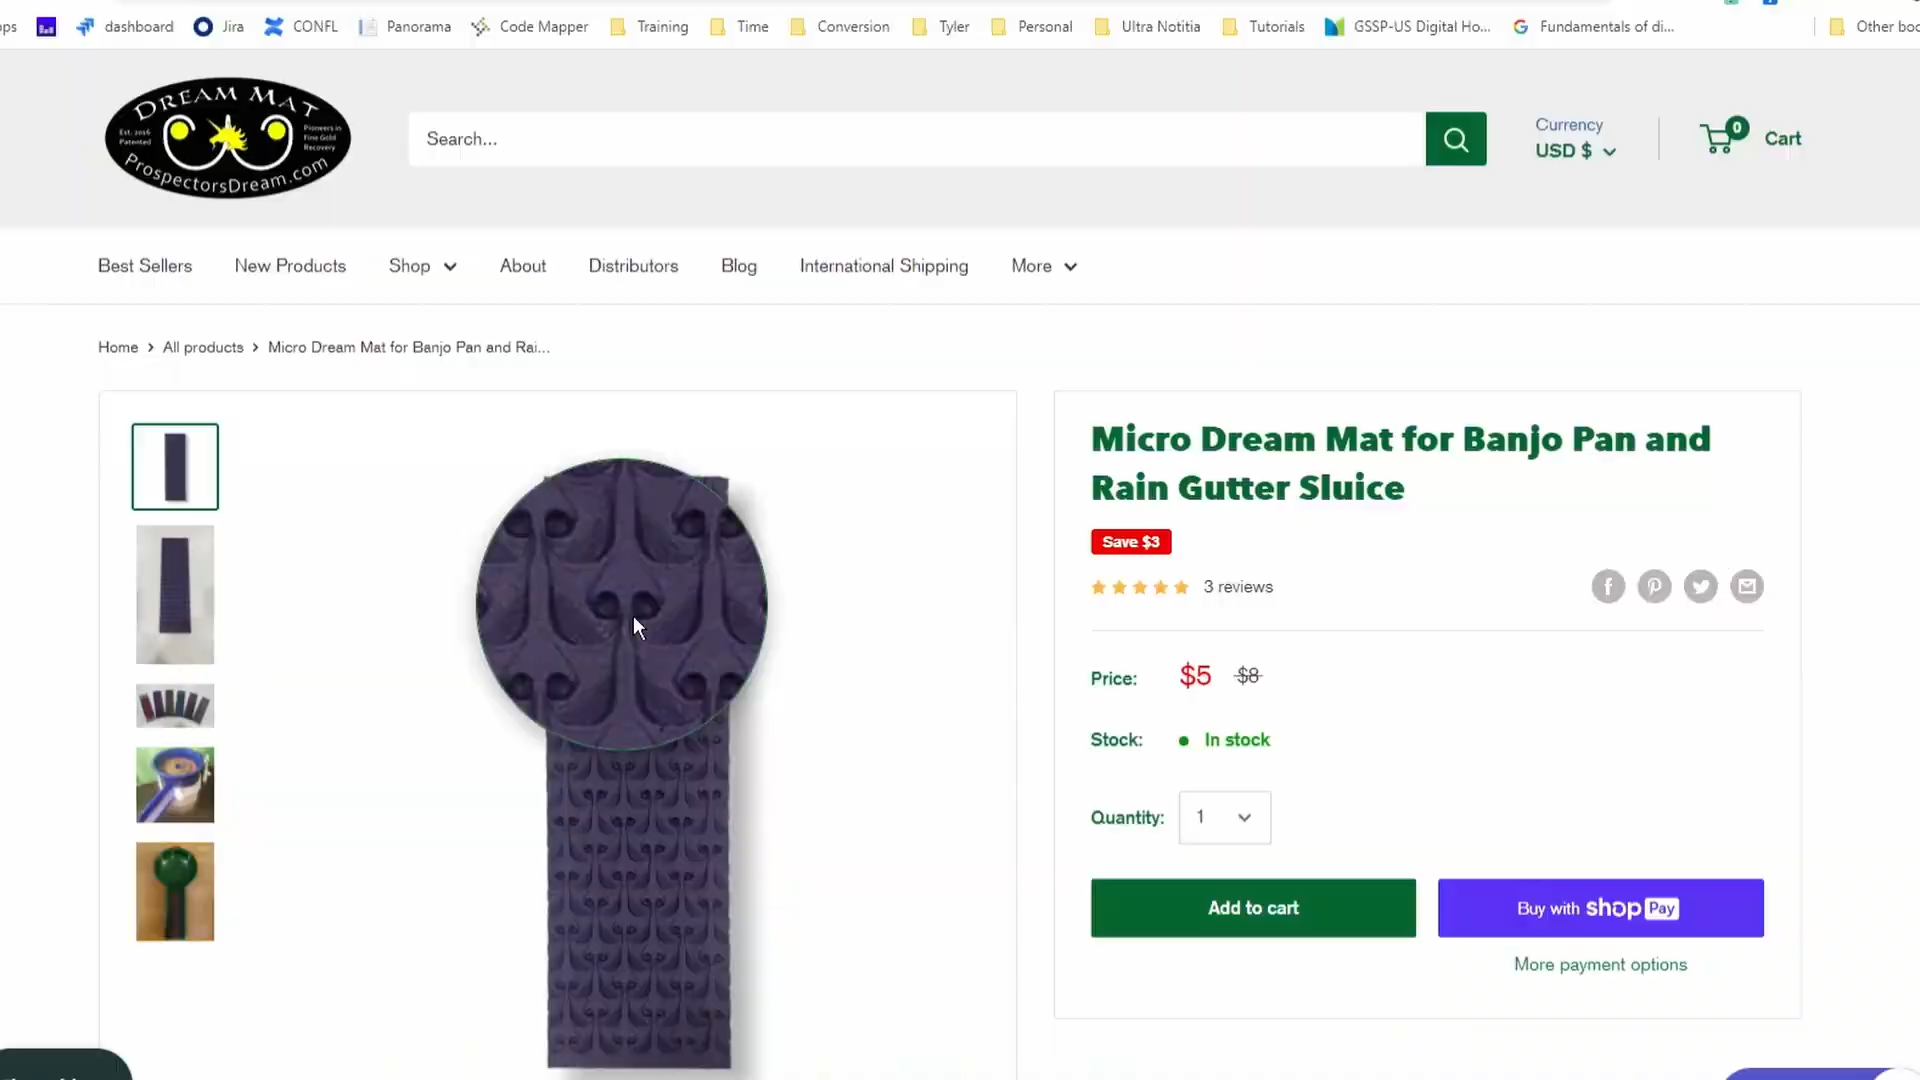 ps dashboard Jira CONFL Panorama Code Mapper Training Time Conversion Tyler Personal Ultra Notitia Tutorials GSSP-US Digital Ho... Fundamentals of di... Other boo
DREAM MAT
Est. 2016
Patented
Pioneers in
Fine Gold
Recovery
ProspectorsDream.com
Search...
Currency
USD $
0
Cart
Best Sellers New Products Shop About Distributors Blog International Shipping More
Home > All products > Micro Dream Mat for Banjo Pan and Rai...
Micro Dream Mat for Banjo Pan and
Rain Gutter Sluice
Save $3
3 reviews
Price: $5 $8
Stock: In stock
Quantity: 1
Add to cart
Buy with shop Pay
More payment options